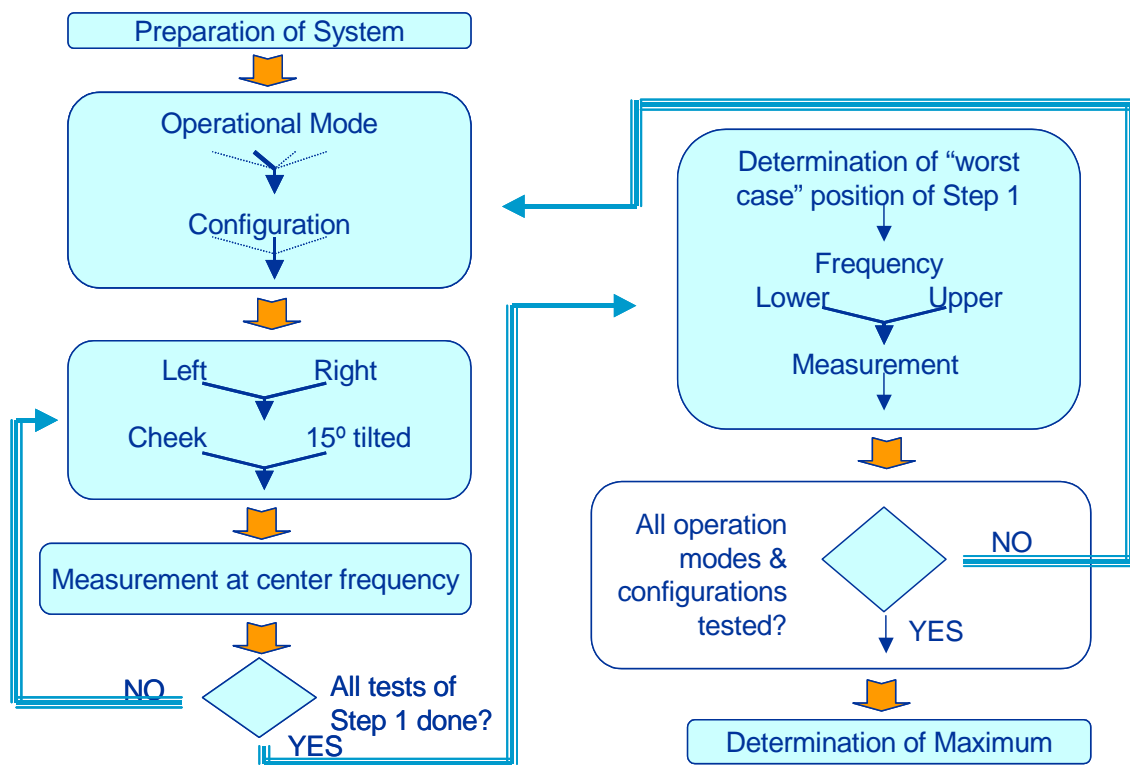 Preparation of System
Operational Mode
Configuration
Left Right
Cheek 15º tilted
Measurement at center frequency
NO
All tests of
Step 1 done?
YES
Determination of “worst
case” position of Step 1
Frequency
Lower Upper
Measurement
All operation
modes &
configurations
tested?
NO
YES
Determination of Maximum